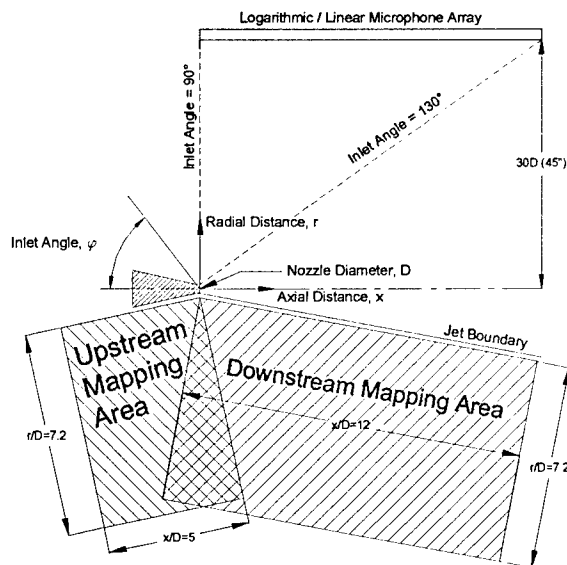 Logarithmic / Linear Microphone Array
Inlet Angle = 90°
Inlet Angle = 130°
30D (45")
Radial Distance, r
Inlet Angle, φ
Nozzle Diameter, D
Axial Distance, x
Jet Boundary
Upstream
Mapping
Area
Downstream Mapping Area
x/D=12
r/D=7.2
r/D=7.2
x/D=5